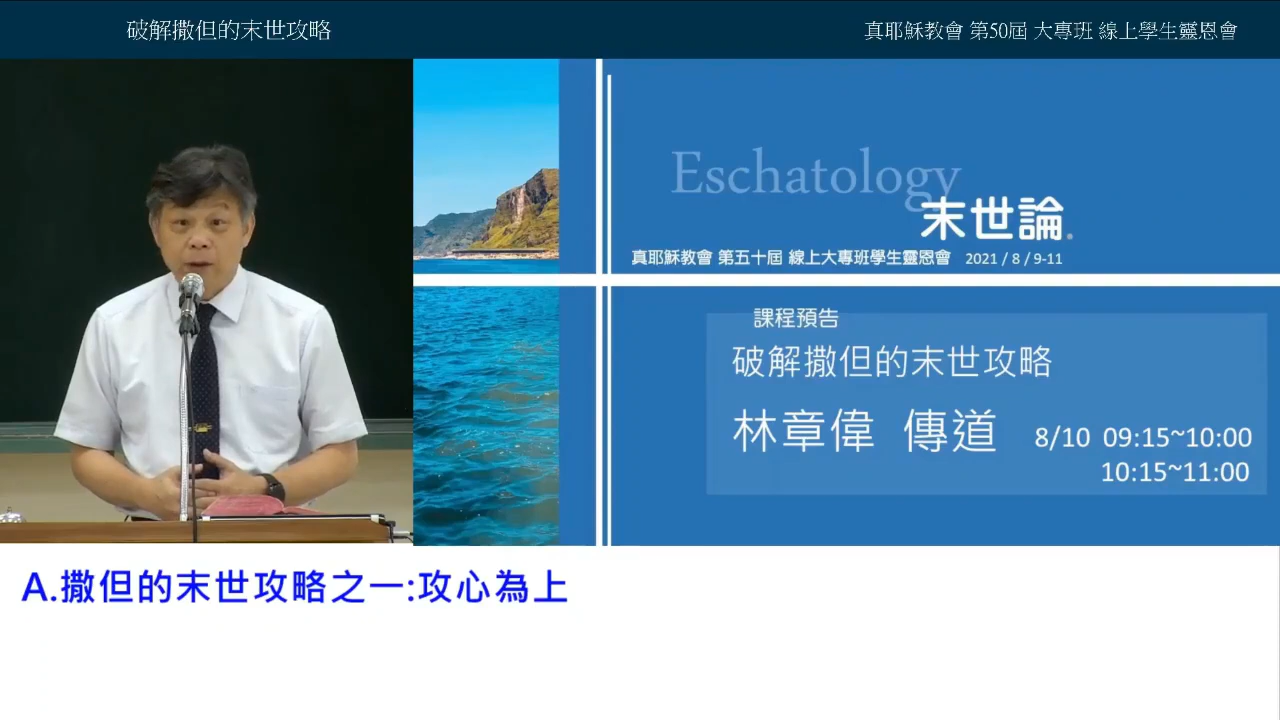 破解撒但的末世攻略
真耶穌教會 第50屆 大專班 線上學生靈恩會
Eschatology
末世論
真耶穌教會 第五十屆 線上大專班學生靈恩會 2021 / 8 / 9-11
課程預告
破解撒但的末世攻略
林章偉 傳道 8/10 09:15~10:00
10:15~11:00
A.撒但的末世攻略之一:攻心為上